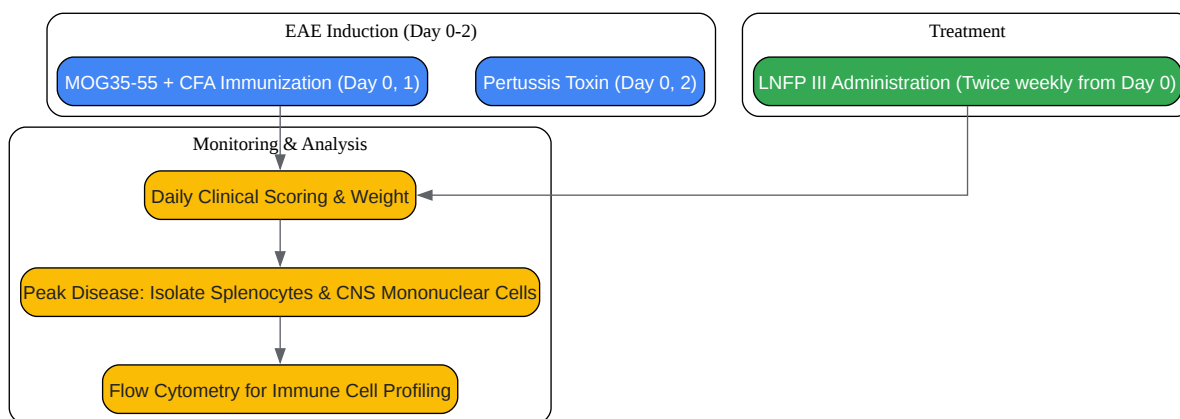 EAE Induction (Day 0-2)
Treatment
MOG35-55 + CFA Immunization (Day 0, 1)
Pertussis Toxin (Day 0, 2)
LNFP III Administration (Twice weekly from Day 0)
Monitoring & Analysis
Daily Clinical Scoring & Weight
Peak Disease: Isolate Splenocytes & CNS Mononuclear Cells
Flow Cytometry for Immune Cell Profiling